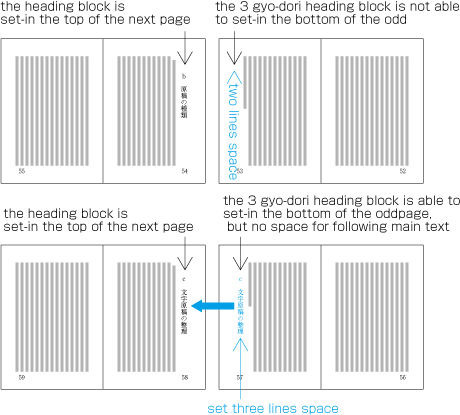 the heading block is
set-in the top of the next page
the 3 gyo-dori heading block is not able
to set-in the bottom of the odd
b 原稿の種類
two lines space
55
54
53
52
the heading block is
set-in the top of the next page
the 3 gyo-dori heading block is able to
set-in the bottom of the oddpage,
but no space for following main text
c 文字原稿の整理
c 文字原稿の整理
59
58
57
56
set three lines space